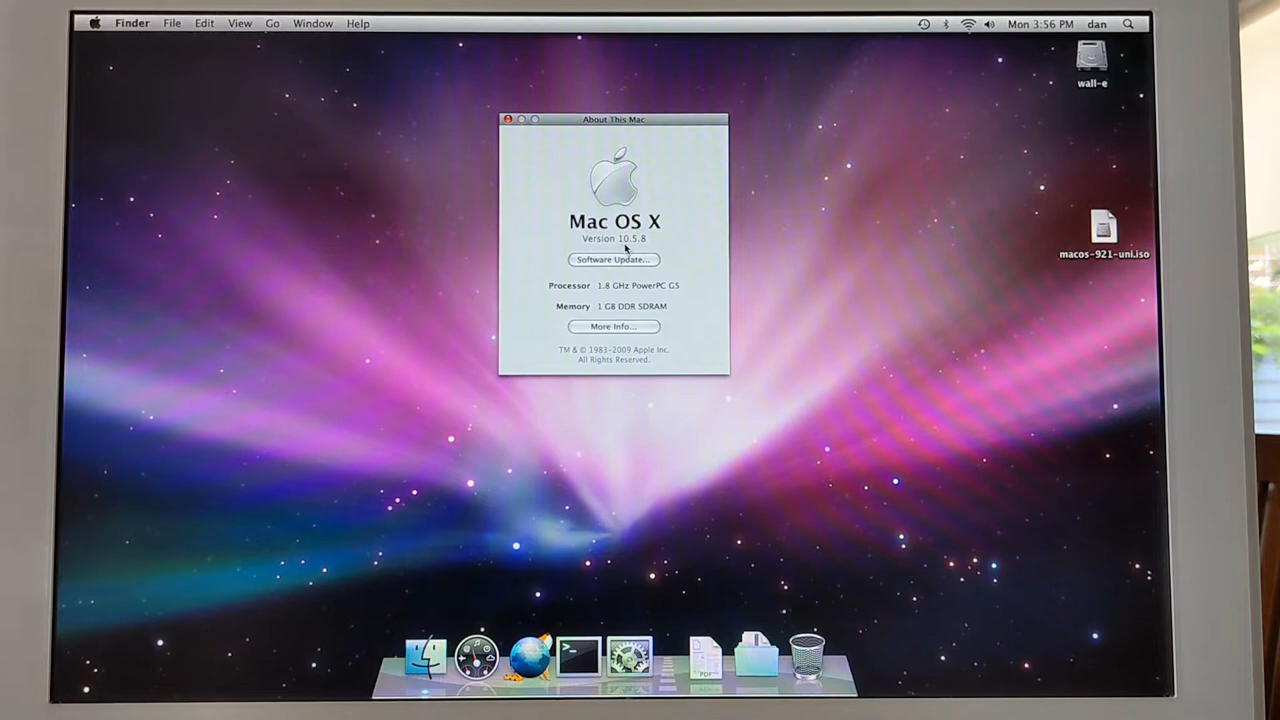 Finder File Edit View Go Window Help Mon 3:56 PM dan
wall-e
About This Mac
Mac OS X
Version 10.5.8
Software Update...
Processor 1.8 GHz PowerPC G5
Memory 1 GB DDR SDRAM
More Info...
TM & © 1983-2009 Apple Inc.
All Rights Reserved.
macos-921-uni.iso
>_
PDF